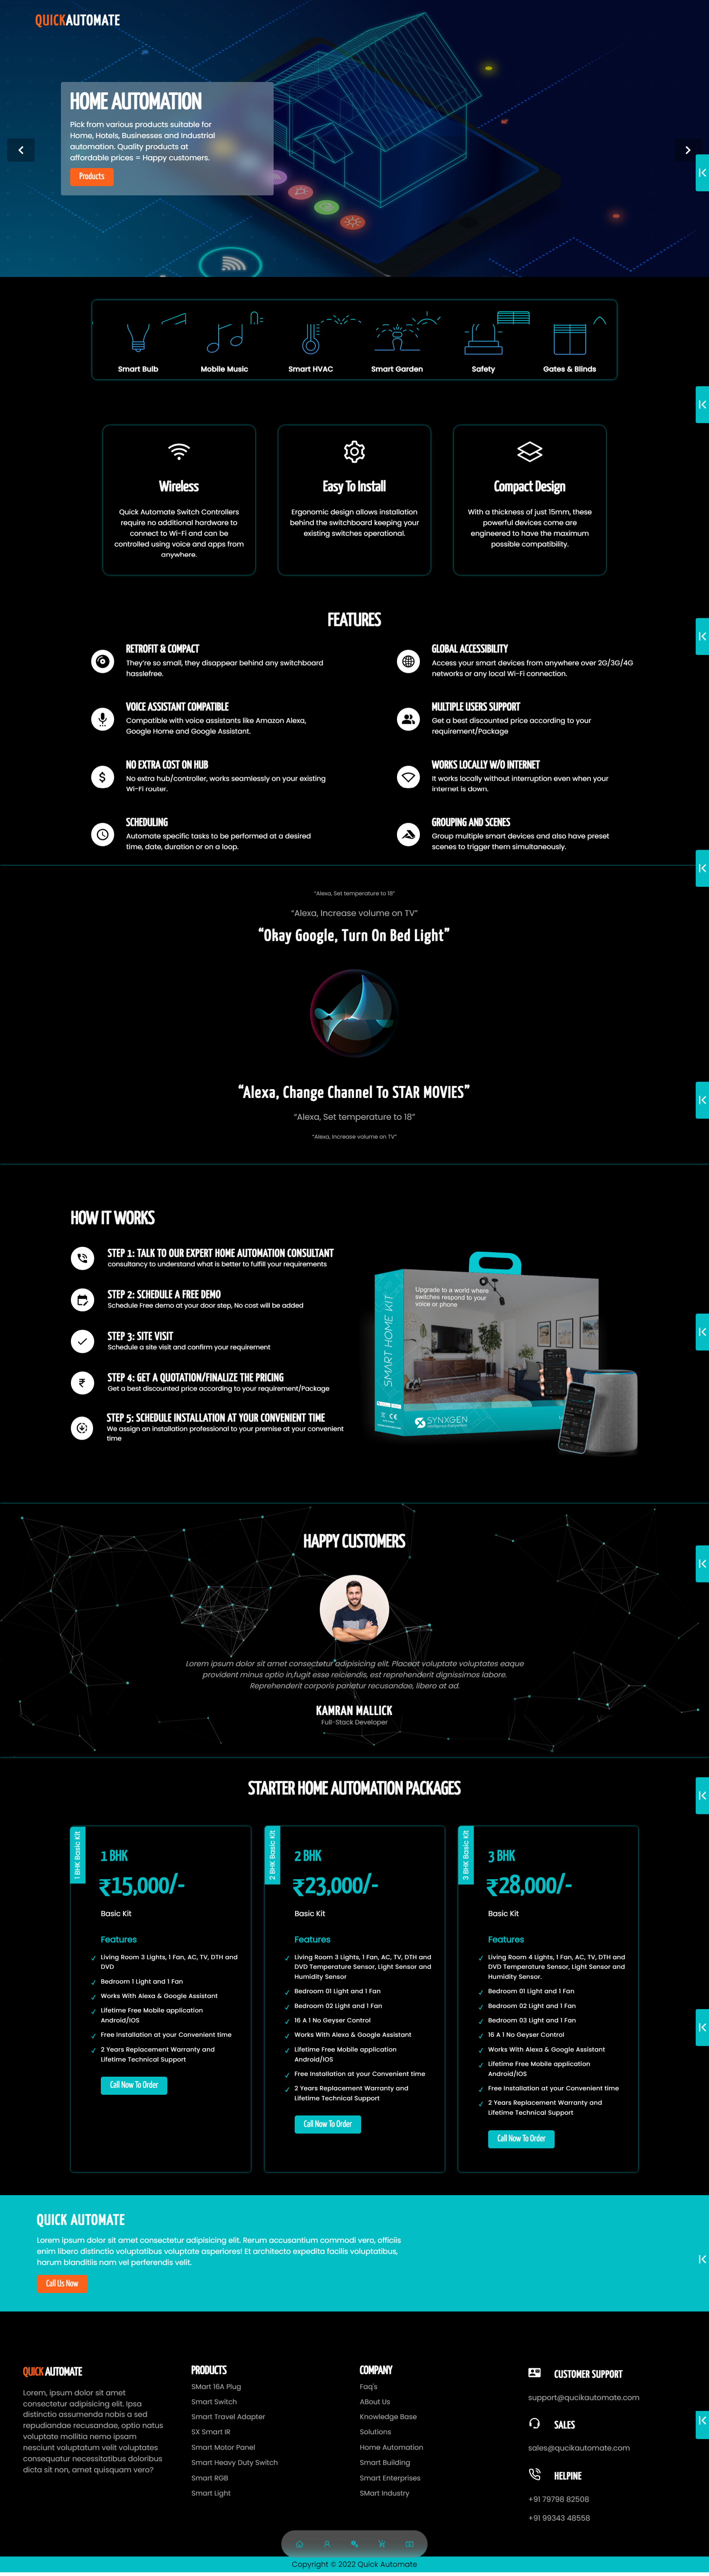 QUICKAUTOMATE
HOME AUTOMATION
Pick from various products suitable for
Home, Hotels, Businesses and Industrial
automation. Quality products at
affordable prices = Happy customers.
Products
Smart Bulb
Mobile Music
Smart HVAC
Smart Garden
Safety
Gates & Blinds
Wireless
Quick Automate Switch Controllers
require no additional hardware to
connect to Wi-Fi and can be
controlled using voice and apps from
anywhere.
Easy To Install
Ergonomic design allows installation
behind the switchboard keeping your
existing switches operational.
Compact Design
With a thickness of just 15mm, these
powerful devices come are
engineered to have the maximum
possible compatibility.
FEATURES
RETROFIT & COMPACT
They're so small, they disappear behind any switchboard
hasslefree.
GLOBAL ACCESSIBILITY
Access your smart devices from anywhere over 2G/3G/4G
networks or any local Wi-Fi connection.
VOICE ASSISTANT COMPATIBLE
Compatible with voice assistants like Amazon Alexa,
Google Home and Google Assistant.
MULTIPLE USERS SUPPORT
Get a best discounted price according to your
requirement/Package
NO EXTRA COST ON HUB
No extra hub/controller, works seamlessly on your existing
Wi-Fi router.
WORKS LOCALLY W/O INTERNET
It works locally without interruption even when your
internet is down.
SCHEDULING
Automate specific tasks to be performed at a desired
time, date, duration or on a loop.
GROUPING AND SCENES
Group multiple smart devices and also have preset
scenes to trigger them simultaneously.
"Alexa, Set temperature to 18"
"Alexa, Increase volume on TV"
"Okay Google, Turn On Bed Light"
"Alexa, Change Channel To STAR MOVIES"
"Alexa, Set temperature to 18"
"Alexa, Increase volume on TV"
HOW IT WORKS
STEP 1: TALK TO OUR EXPERT HOME AUTOMATION CONSULTANT
consultancy to understand what is better to fulfill your requirements
STEP 2: SCHEDULE A FREE DEMO
Schedule Free demo at your door step, No cost will be added
STEP 3: SITE VISIT
Schedule a site visit and confirm your requirement
STEP 4: GET A QUOTATION/FINALIZE THE PRICING
Get a best discounted price according to your requirement/Package
STEP 5: SCHEDULE INSTALLATION AT YOUR CONVENIENT TIME
We assign an installation professional to your premise at your convenient
time
Upgrade to a world where
switches respond to your
voice or phone
SMART HOME KIT
SYNXGEN
HAPPY CUSTOMERS
Lorem ipsum dolor sit amet consectetur adipisicing elit. Placeat voluptate voluptates eaque
provident minus optio in,fugit esse reiciendis, est reprehenderit dignissimos labore.
Reprehenderit corporis pariatur recusandae, libero at ad.
KAMRAN MALLICK
Full-Stack Developer
STARTER HOME AUTOMATION PACKAGES
1 BHK Basic Kit
1 BHK
₹15,000/-
Basic Kit
Features
Living Room 3 Lights, 1 Fan, AC, TV, DTH and
DVD
Bedroom 1 Light and 1 Fan
Works With Alexa & Google Assistant
Lifetime Free Mobile application
Android/IOS
Free Installation at your Convenient time
2 Years Replacement Warranty and
Lifetime Technical Support
Call Now To Order
2 BHK Basic Kit
2 BHK
₹23,000/-
Basic Kit
Features
Living Room 3 Lights, 1 Fan, AC, TV, DTH and
DVD Temperature Sensor, Light Sensor and
Humidity Sensor
Bedroom 01 Light and 1 Fan
Bedroom 02 Light and 1 Fan
16 A 1 No Geyser Control
Works With Alexa & Google Assistant
Lifetime Free Mobile application
Android/IOS
Free Installation at your Convenient time
2 Years Replacement Warranty and
Lifetime Technical Support
Call Now To Order
3 BHK Basic Kit
3 BHK
₹28,000/-
Basic Kit
Features
Living Room 4 Lights, 1 Fan, AC, TV, DTH and
DVD Temperature Sensor, Light Sensor and
Humidity Sensor.
Bedroom 01 Light and 1 Fan
Bedroom 02 Light and 1 Fan
Bedroom 03 Light and 1 Fan
16 A 1 No Geyser Control
Works With Alexa & Google Assistant
Lifetime Free Mobile application
Android/IOS
Free Installation at your Convenient time
2 Years Replacement Warranty and
Lifetime Technical Support
Call Now To Order
QUICK AUTOMATE
Lorem ipsum dolor sit amet consectetur adipisicing elit. Rerum accusantium commodi vero, officiis
enim libero distinctio voluptatibus voluptate asperiores! Et architecto expedita facilis voluptatibus,
harum blanditiis nam vel perferendis velit.
Call Us Now
QUICK AUTOMATE
Lorem, ipsum dolor sit amet
consectetur adipisicing elit. Ipsa
distinctio assumenda nobis a sed
repudiandae recusandae, optio natus
voluptate mollitia nemo ipsam
nesciunt voluptatum velit voluptates
consequatur necessitatibus doloribus
dicta sit non, amet quisquam vero?
PRODUCTS
SMart 16A Plug
Smart Switch
Smart Travel Adapter
SX Smart IR
Smart Motor Panel
Smart Heavy Duty Switch
Smart RGB
Smart Light
COMPANY
Faq's
ABout Us
Knowledge Base
Solutions
Home Automation
Smart Building
Smart Enterprises
SMart Industry
CUSTOMER SUPPORT
support@qucikautomate.com
SALES
sales@qucikautomate.com
HELPINE
+91 79798 82508
+91 99343 48558
Copyright © 2022 Quick Automate